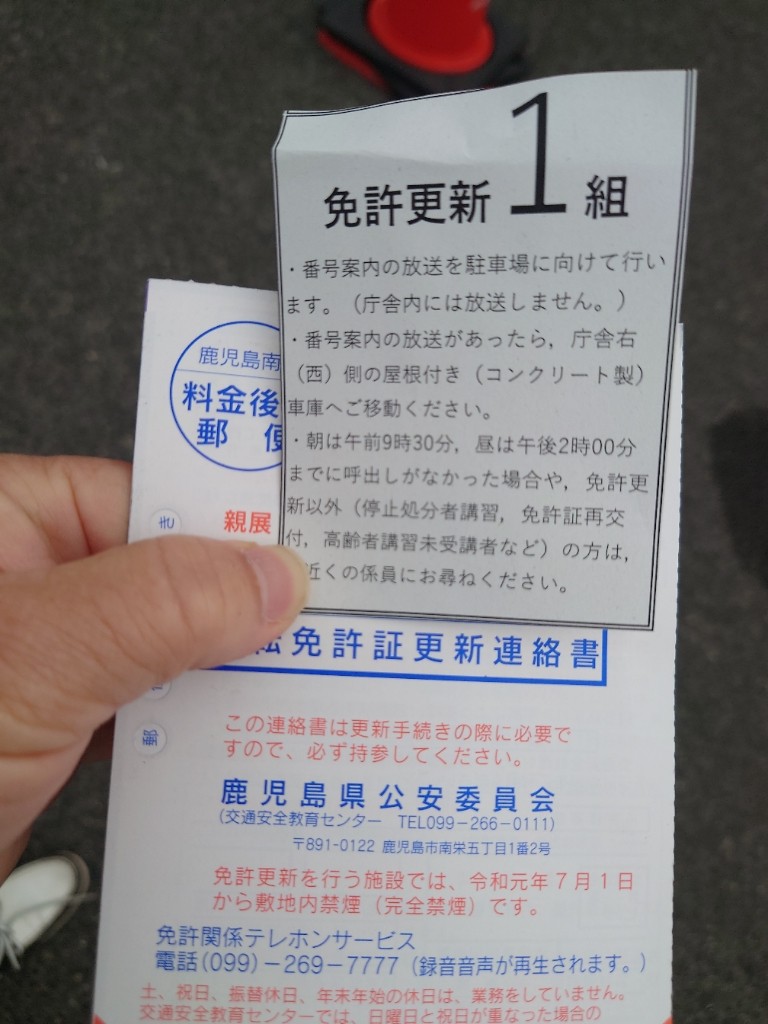 免許更新1組
・番号案内の放送を駐車場に向けて行い
ます。（庁舎内には放送しません。）
・番号案内の放送があったら，庁舎右
（西）側の屋根付き（コンクリート製）
車庫へご移動ください。
・朝は午前9時30分，昼は午後2時00分
までに呼出しがなかった場合や，免許更
新以外（停止処分者講習，免許証再交
付，高齢者講習未受講者など）の方は，
近くの係員にお尋ねください。
鹿児島南
料金後
郵便
親展
き
郵
免許証更新連絡書
この連絡書は更新手続きの際に必要で
すので、必ず持参してください。
鹿児島県公安委員会
(交通安全教育センター TEL099-266-0111)
〒891-0122 鹿児島市南栄五丁目1番2号
免許更新を行う施設では、令和元年7月1日
から敷地内禁煙（完全禁煙）です。
免許関係テレホンサービス
電話(099)-269-7777（録音音声が再生されます。）
土、祝日、振替休日、年末年始の休日は、業務をしていません。
交通安全教育センターでは、日曜日と祝日が重なった場合の